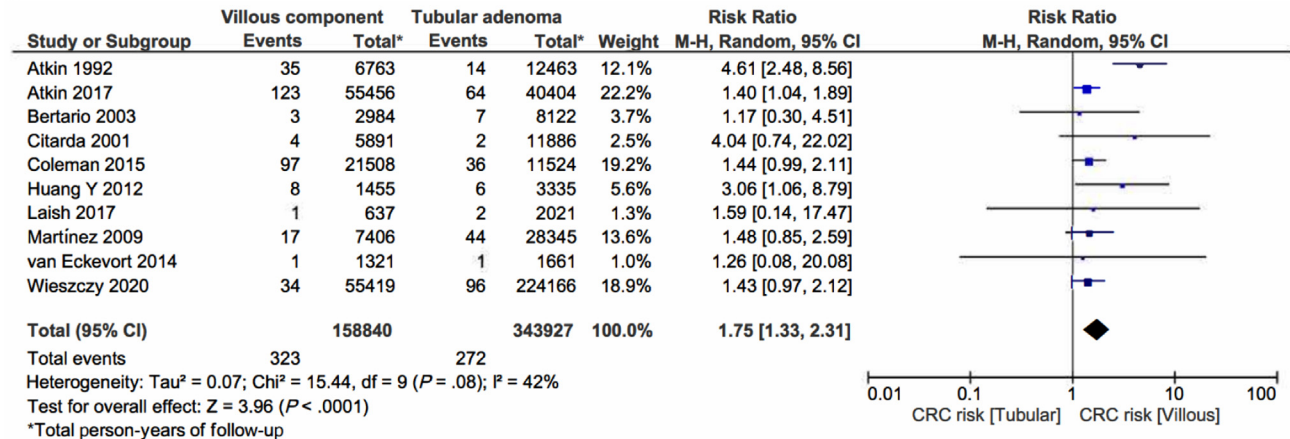 Villous component Tubular adenoma Risk Ratio Risk Ratio
Study or Subgroup Events Total* Events Total* Weight M-H, Random, 95% CI M-H, Random, 95% CI
Atkin 1992 35 6763 14 12463 12.1% 4.61 [2.48, 8.56]
Atkin 2017 123 55456 64 40404 22.2% 1.40 [1.04, 1.89]
Bertario 2003 3 2984 7 8122 3.7% 1.17 [0.30, 4.51]
Citarda 2001 4 5891 2 11886 2.5% 4.04 [0.74, 22.02]
Coleman 2015 97 21508 36 11524 19.2% 1.44 [0.99, 2.11]
Huang Y 2012 8 1455 6 3335 5.6% 3.06 [1.06, 8.79]
Laish 2017 1 637 2 2021 1.3% 1.59 [0.14, 17.47]
Martínez 2009 17 7406 44 28345 13.6% 1.48 [0.85, 2.59]
van Eckevort 2014 1 1321 1 1661 1.0% 1.26 [0.08, 20.08]
Wieszczy 2020 34 55419 96 224166 18.9% 1.43 [0.97, 2.12]
Total (95% CI) 158840 343927 100.0% 1.75 [1.33, 2.31]
Total events 323 272
Heterogeneity: Tau² = 0.07; Chi² = 15.44, df = 9 (P = .08); I² = 42%
Test for overall effect: Z = 3.96 (P < .0001)
*Total person-years of follow-up
0.01 0.1 1 10 100
CRC risk [Tubular] CRC risk [Villous]